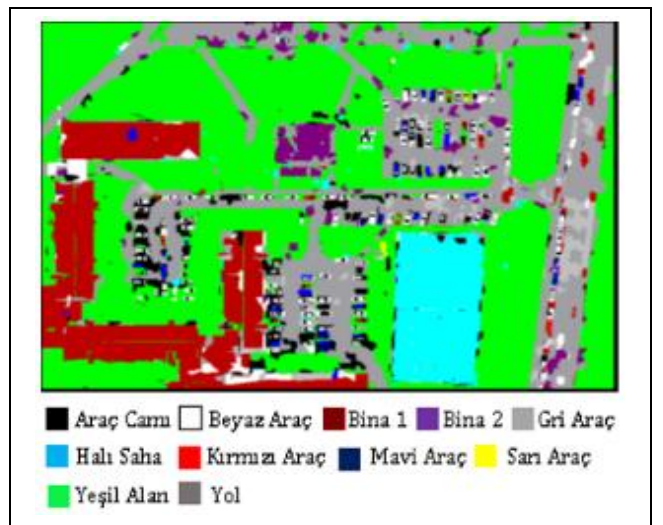 Araç Camı Beyaz Araç Bina 1 Bina 2 Gri Araç
Halı Saha Kırmızı Araç Mavi Araç Sarı Araç
Yeşil Alan Yol